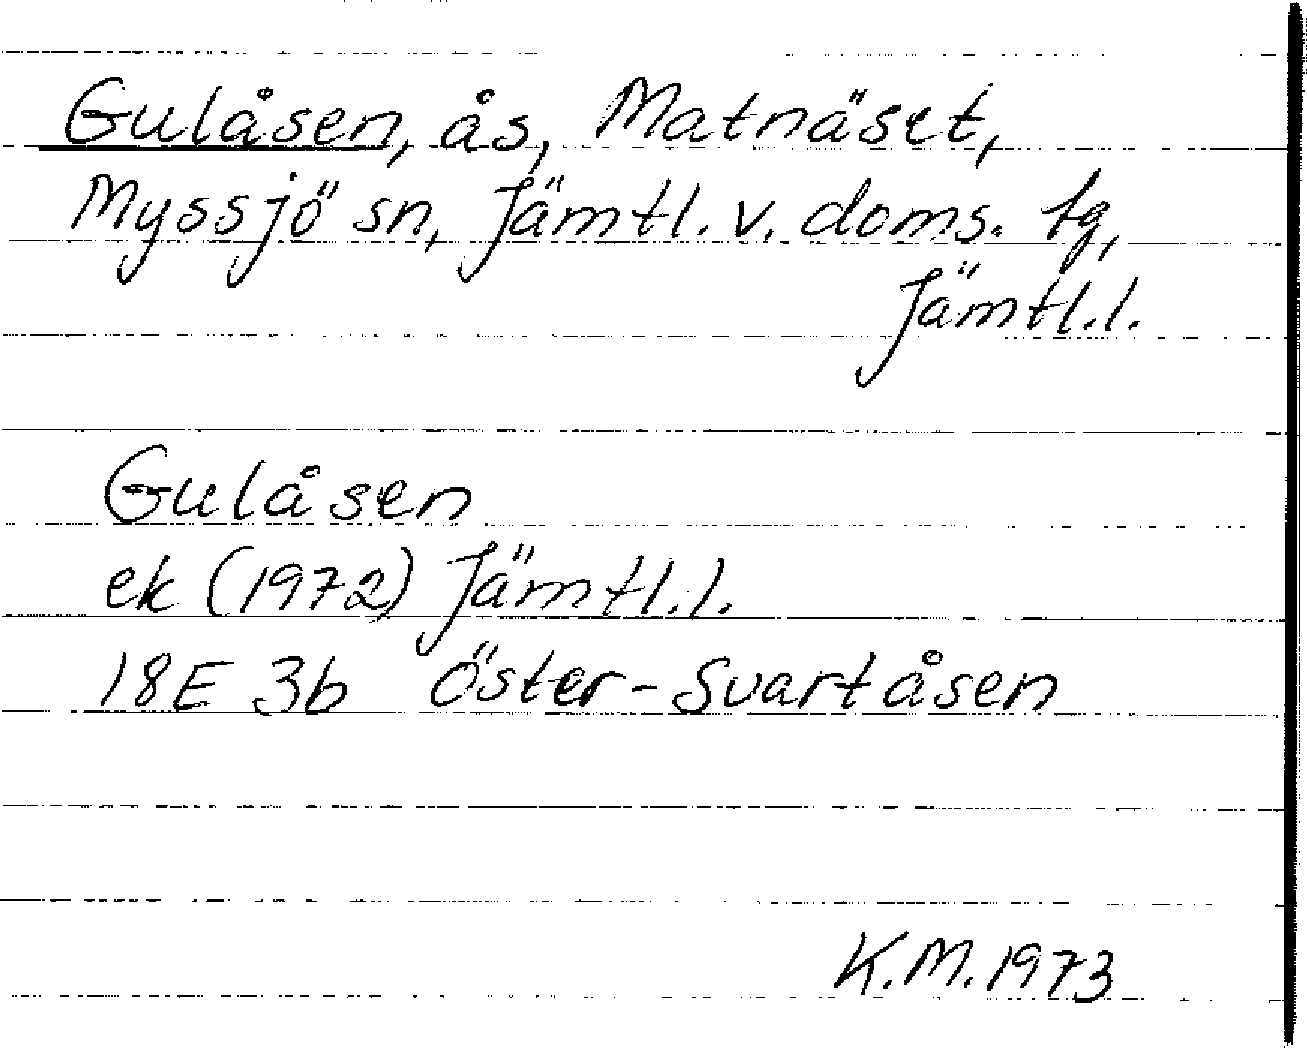 Gulåsen, ås, Matnäset,
Myssjö sn, Jämtl. v. doms. tg,
Jämtl.l.
Gulåsen
ek (1972) Jämtl.l.
18E 3b Öster-Svartåsen
K.M. 1973